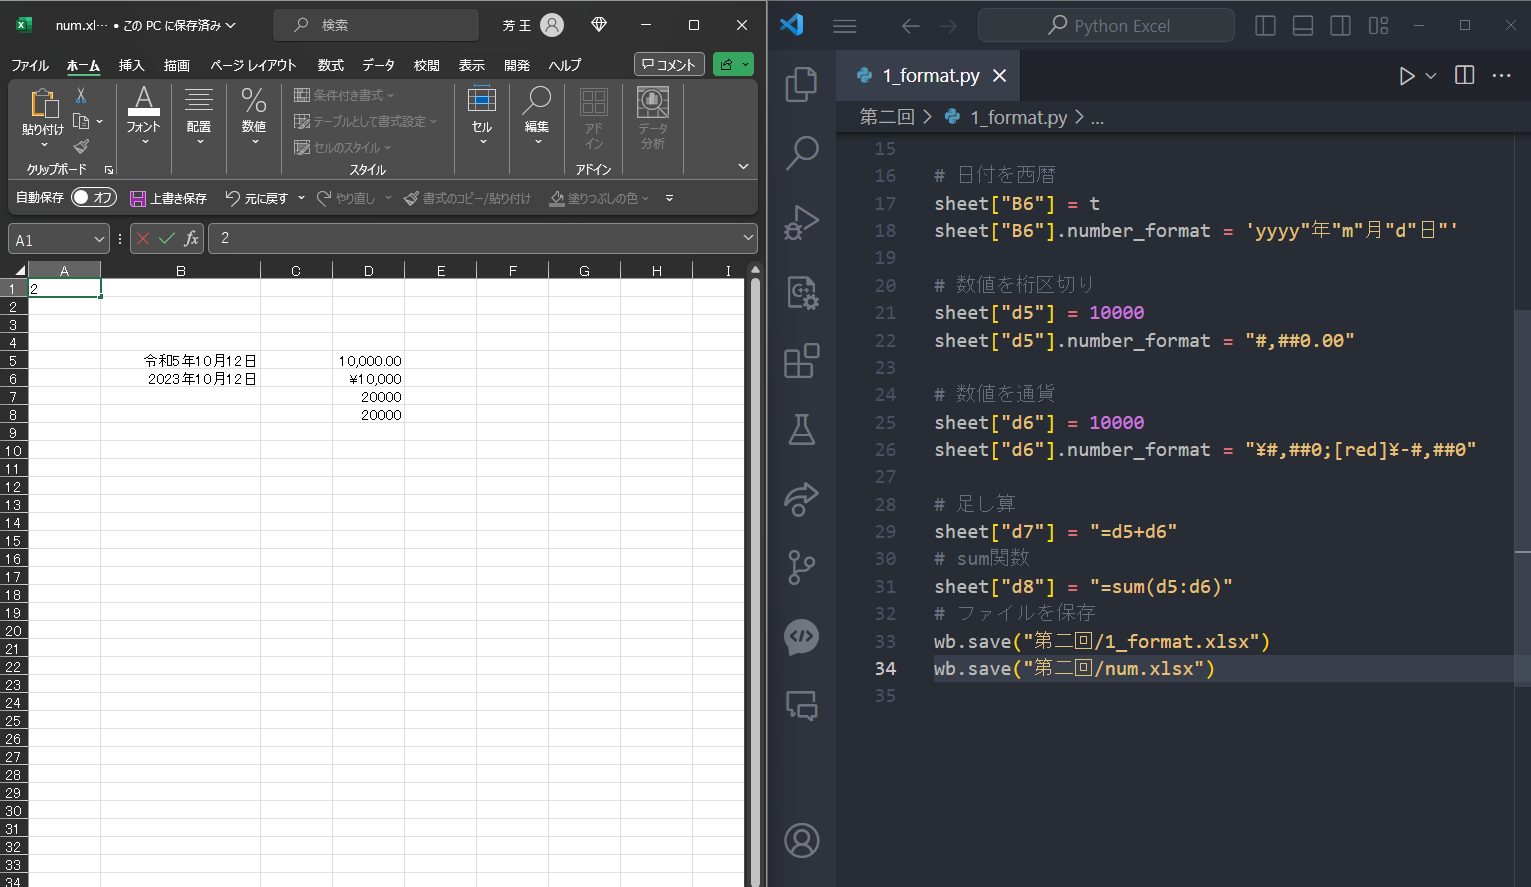 num.xl… • この PC に保存済み
検索
芳 王
ファイル ホーム 挿入 描画 ページ レイアウト 数式 データ 校閲 表示 開発 ヘルプ コメント
貼り付け
クリップボード
フォント
配置
%
数値
条件付き書式
テーブルとして書式設定
セルのスタイル
スタイル
セル
編集
アドイン
アドイン
データ分析
自動保存 オフ 上書き保存 元に戻す やり直し 書式のコピー/貼り付け 塗りつぶしの色
A1 fx 2
A B C D E F G H I
1 2
2
3
4
5 令和5年10月12日 10,000.00
6 2023年10月12日 ¥10,000
7 20000
8 20000
9
10
11
12
13
14
15
16
17
18
19
20
21
22
23
24
25
26
27
28
29
30
31
32
33
34
Python Excel
1_format.py
第二回 > 1_format.py > ...
15
16 # 日付を西暦
17 sheet["B6"] = t
18 sheet["B6"].number_format = 'yyyy"年"m"月"d"日"'
19
20 # 数値を桁区切り
21 sheet["d5"] = 10000
22 sheet["d5"].number_format = "#,##0.00"
23
24 # 数値を通貨
25 sheet["d6"] = 10000
26 sheet["d6"].number_format = "¥#,##0;[red]¥-#,##0"
27
28 # 足し算
29 sheet["d7"] = "=d5+d6"
30 # sum関数
31 sheet["d8"] = "=sum(d5:d6)"
32 # ファイルを保存
33 wb.save("第二回/1_format.xlsx")
34 wb.save("第二回/num.xlsx")
35